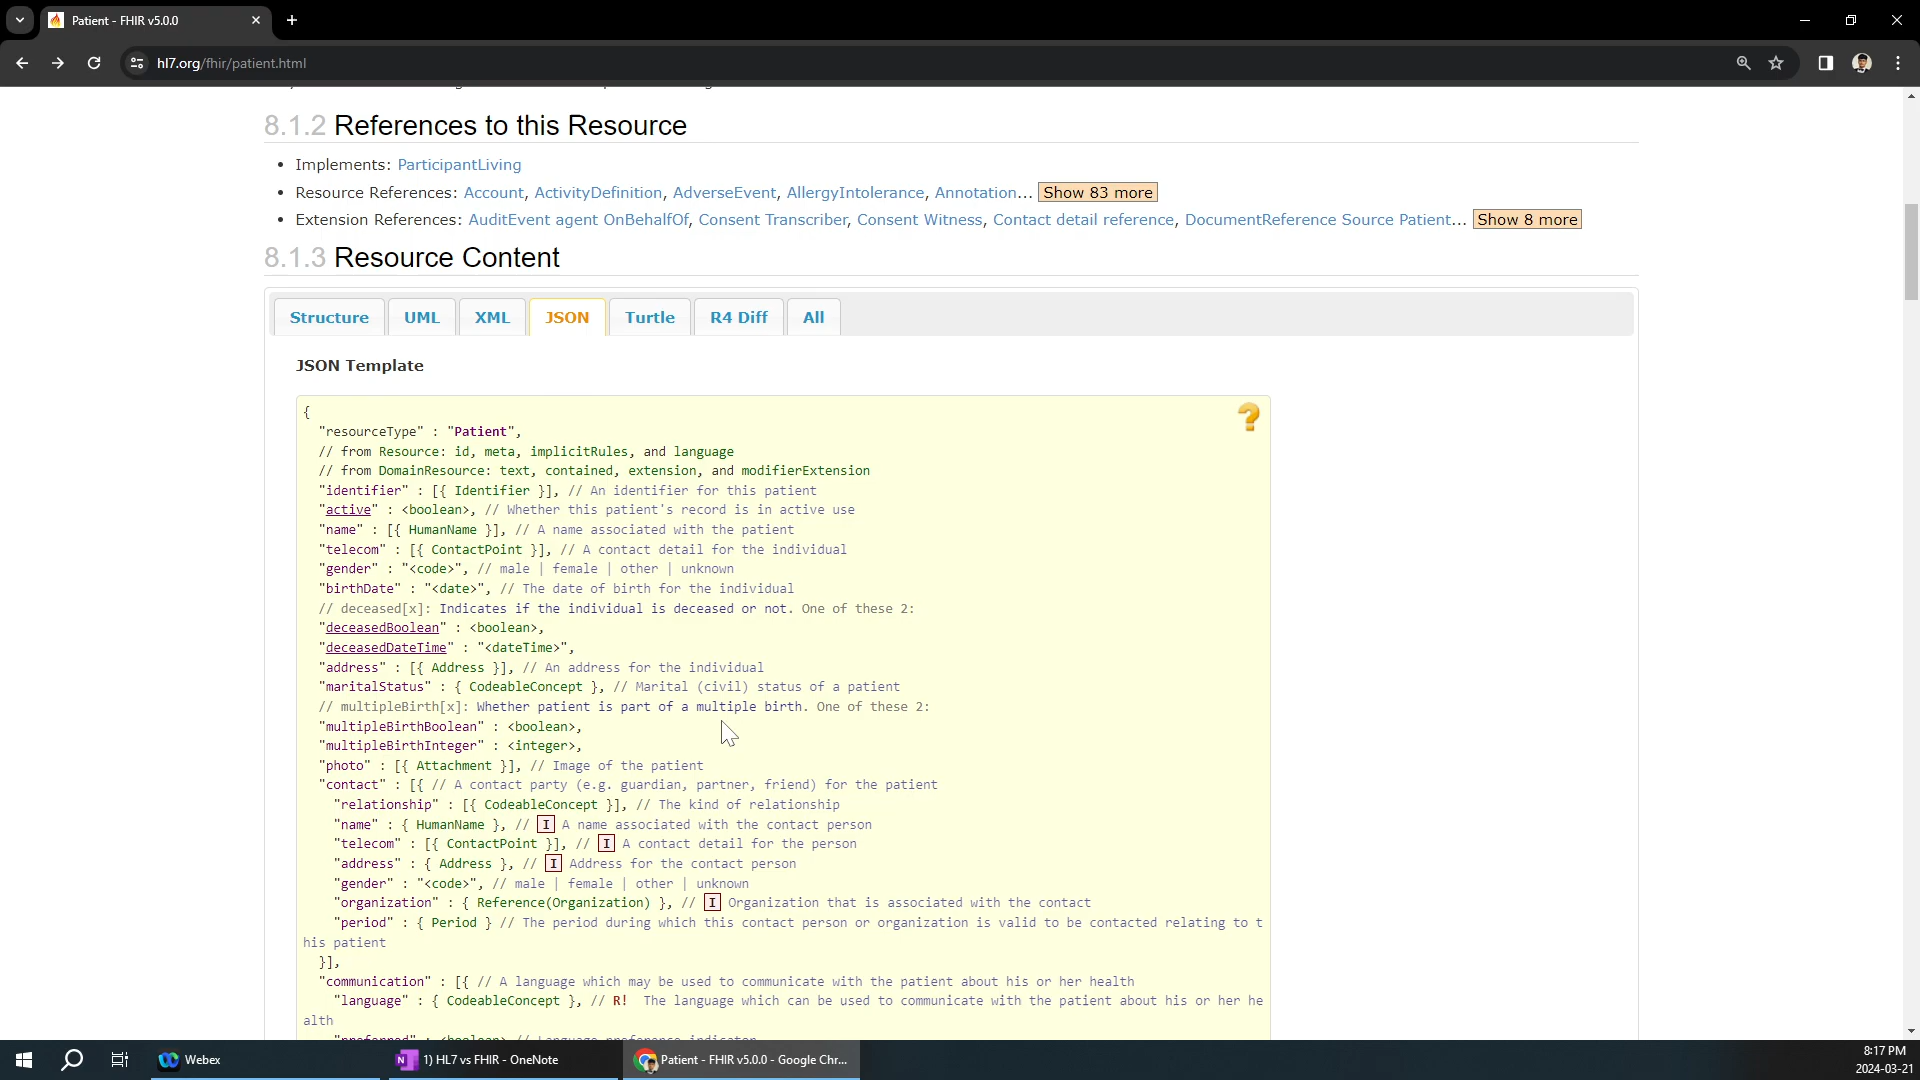 Patient - FHIR v5.0.0
hl7.org/fhir/patient.html
8.1.2 References to this Resource
• Implements: ParticipantLiving
• Resource References: Account, ActivityDefinition, AdverseEvent, AllergyIntolerance, Annotation... Show 83 more
• Extension References: AuditEvent agent OnBehalfOf, Consent Transcriber, Consent Witness, Contact detail reference, DocumentReference Source Patient... Show 8 more
8.1.3 Resource Content
Structure UML XML JSON Turtle R4 Diff All
JSON Template
{
"resourceType" : "Patient",
// from Resource: id, meta, implicitRules, and language
// from DomainResource: text, contained, extension, and modifierExtension
"identifier" : [{ Identifier }], // An identifier for this patient
"active" : <boolean>, // Whether this patient's record is in active use
"name" : [{ HumanName }], // A name associated with the patient
"telecom" : [{ ContactPoint }], // A contact detail for the individual
"gender" : "<code>", // male | female | other | unknown
"birthDate" : "<date>", // The date of birth for the individual
// deceased[x]: Indicates if the individual is deceased or not. One of these 2:
"deceasedBoolean" : <boolean>,
"deceasedDateTime" : "<dateTime>",
"address" : [{ Address }], // An address for the individual
"maritalStatus" : { CodeableConcept }, // Marital (civil) status of a patient
// multipleBirth[x]: Whether patient is part of a multiple birth. One of these 2:
"multipleBirthBoolean" : <boolean>,
"multipleBirthInteger" : <integer>,
"photo" : [{ Attachment }], // Image of the patient
"contact" : [{ // A contact party (e.g. guardian, partner, friend) for the patient
"relationship" : [{ CodeableConcept }], // The kind of relationship
"name" : { HumanName }, // I A name associated with the contact person
"telecom" : [{ ContactPoint }], // I A contact detail for the person
"address" : { Address }, // I Address for the contact person
"gender" : "<code>", // male | female | other | unknown
"organization" : { Reference(Organization) }, // I Organization that is associated with the contact
"period" : { Period } // The period during which this contact person or organization is valid to be contacted relating to t
his patient
}],
"communication" : [{ // A language which may be used to communicate with the patient about his or her health
"language" : { CodeableConcept }, // R! The language which can be used to communicate with the patient about his or her he
alth
"preferred" : <boolean> // Language preference indicator
Webex
1) HL7 vs FHIR - OneNote
Patient - FHIR v5.0.0 - Google Chr...
8:17 PM
2024-03-21